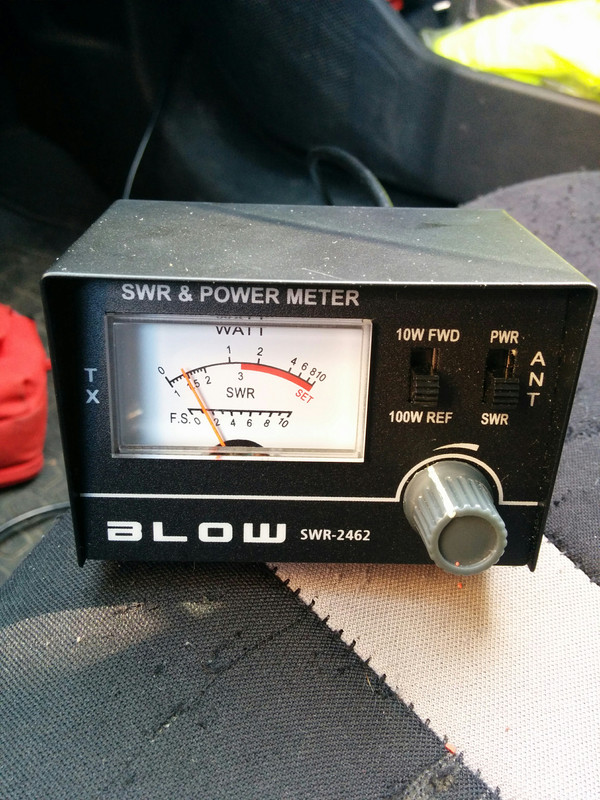 SWR & POWER METER
WATT
0 1 2 4 6 8 10
1 1.5 2 3
SWR
SET
F.S. 0 2 4 6 8 10
TX
10W FWD
100W REF
PWR
SWR
ANT
BLOW SWR-2462